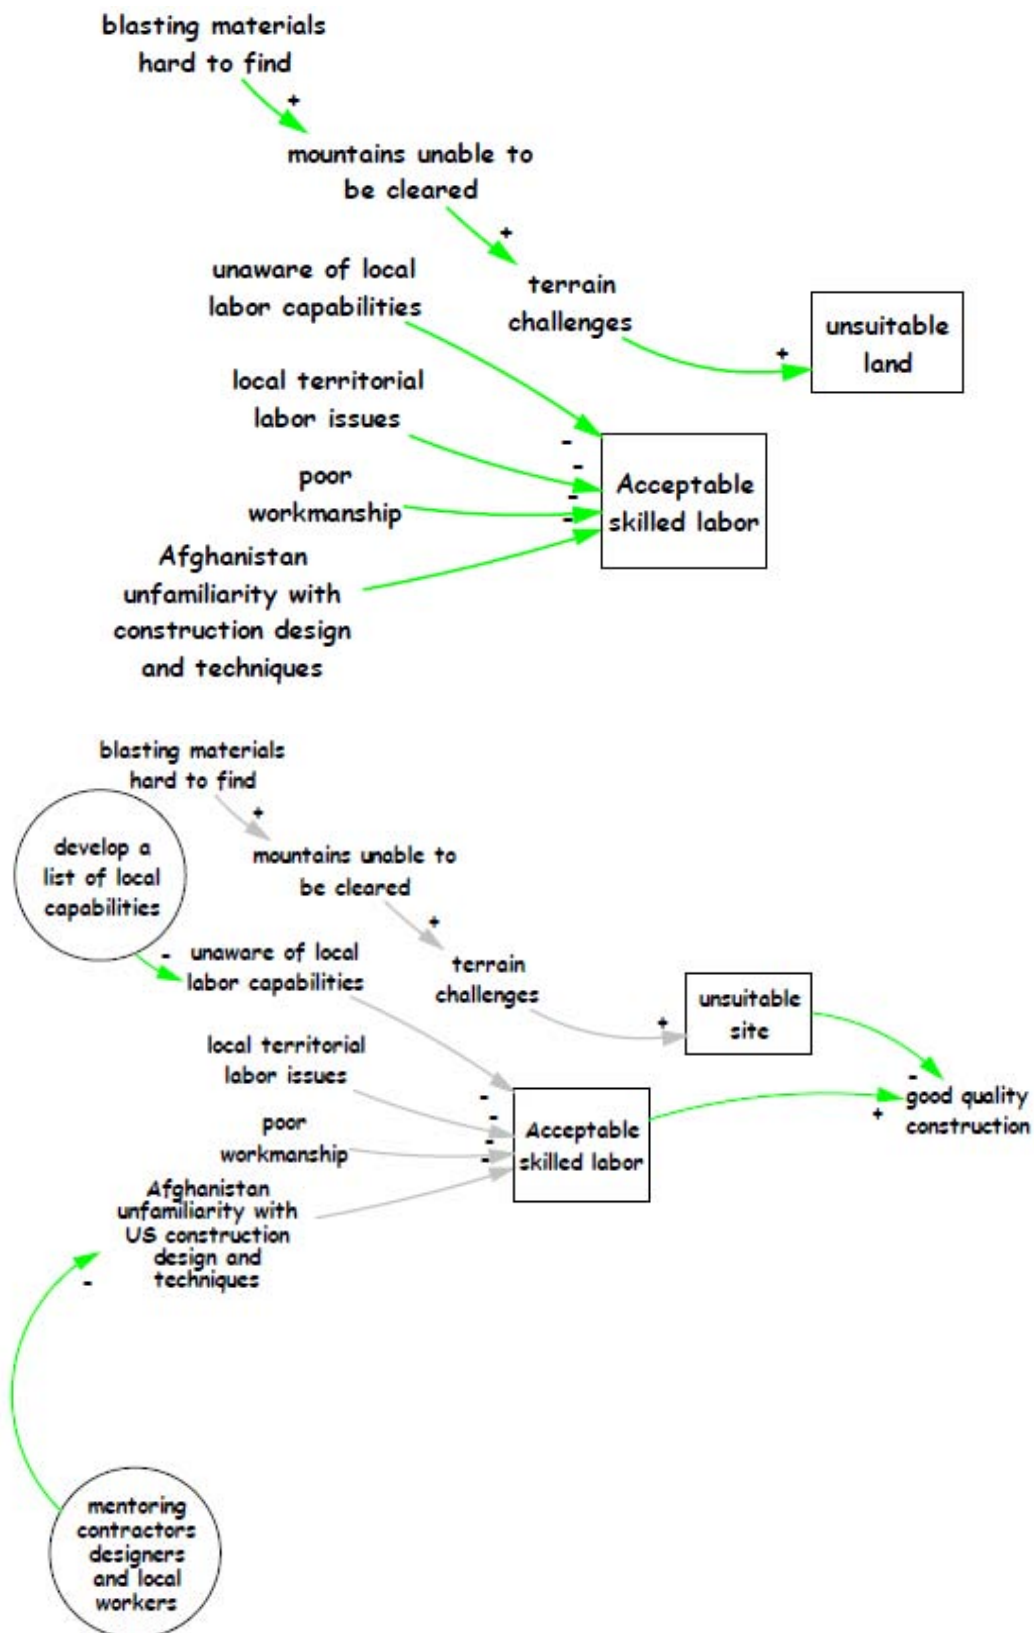 blasting materials
hard to find
+
mountains unable to
be cleared
+
unaware of local
labor capabilities
terrain
challenges
+
unsuitable
land
local territorial
labor issues
-
-
-
-
poor
workmanship
Acceptable
skilled labor
Afghanistan
unfamiliarity with
construction design
and techniques
blasting materials
hard to find
+
develop a
list of local
capabilities
mountains unable to
be cleared
+
-
unaware of local
labor capabilities
terrain
challenges
+
unsuitable
site
local territorial
labor issues
-
-
-
-
poor
workmanship
Acceptable
skilled labor
-
+
good quality
construction
Afghanistan
unfamiliarity with
US construction
design and
techniques
-
mentoring
contractors
designers
and local
workers